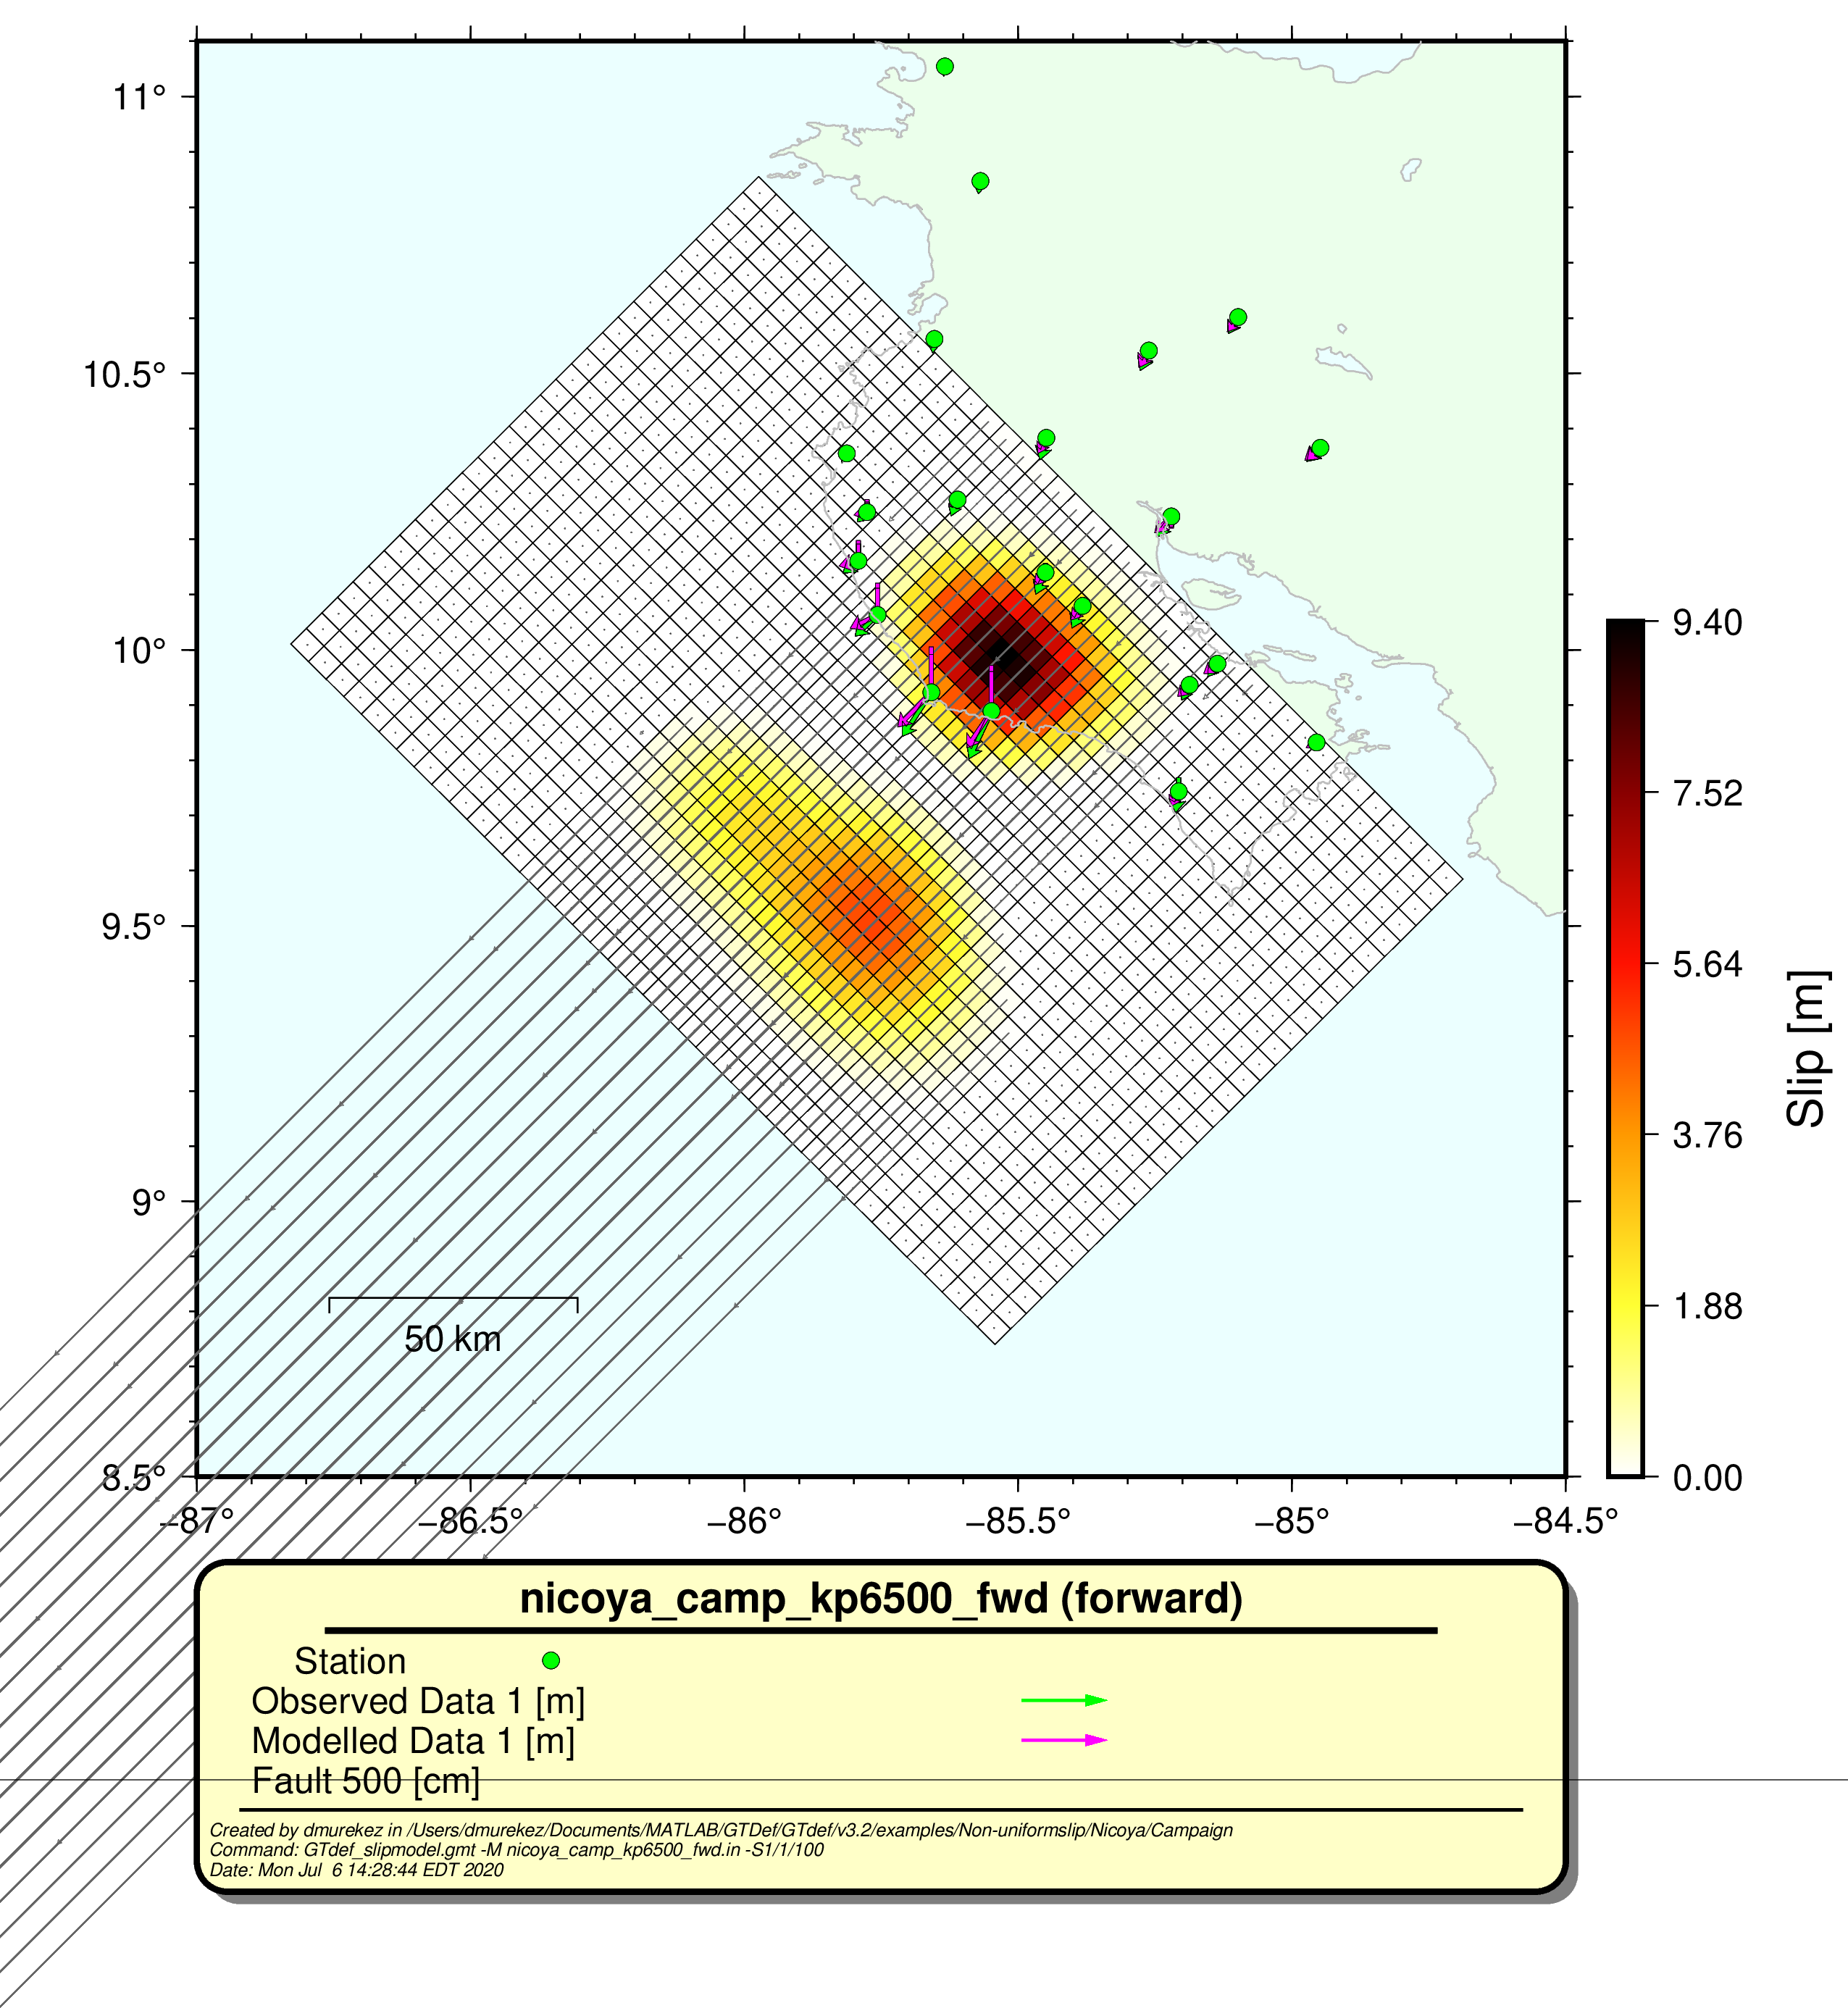 11°
10.5°
10°
9.5°
9°
8.5°
−87°
−86.5°
−86°
−85.5°
−85°
−84.5°
50 km
9.40
7.52
5.64
3.76
1.88
0.00
Slip [m]
nicoya_camp_kp6500_fwd (forward)
Station
Observed Data 1 [m]
Modelled Data 1 [m]
Fault 500 [cm]
Created by dmurekez in /Users/dmurekez/Documents/MATLAB/GTDef/GTdef/v3.2/examples/Non-uniformslip/Nicoya/Campaign
Command: GTdef_slipmodel.gmt -M nicoya_camp_kp6500_fwd.in -S1/1/100
Date: Mon Jul 6 14:28:44 EDT 2020